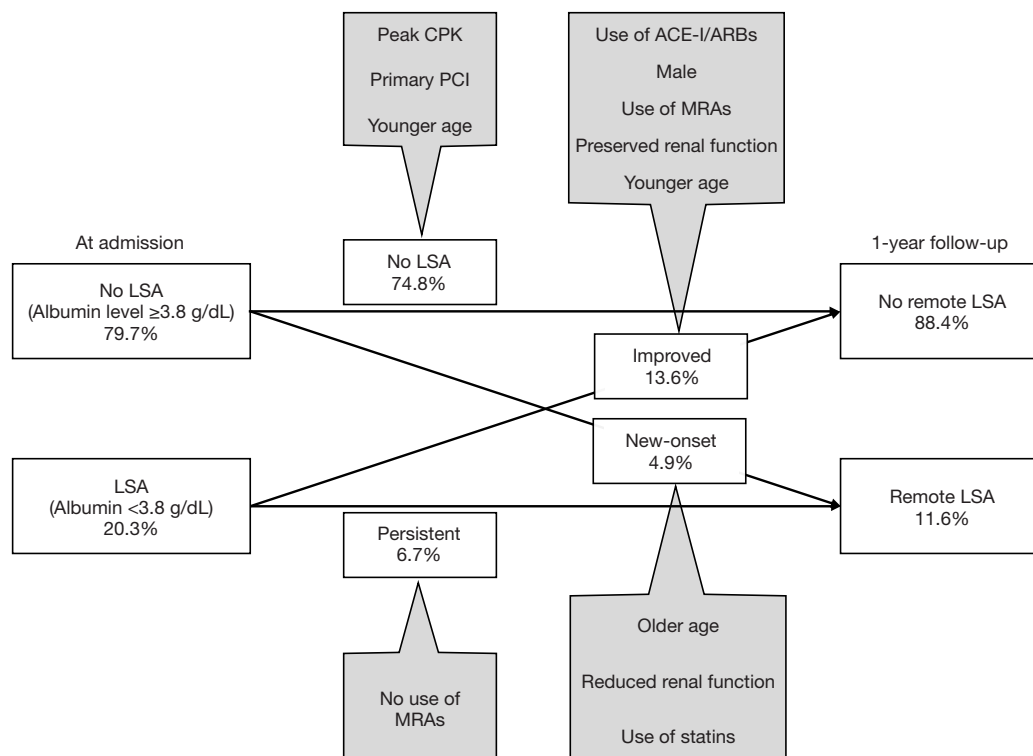 Peak CPK
Primary PCI
Younger age
Use of ACE-I/ARBs
Male
Use of MRAs
Preserved renal function
Younger age
At admission
No LSA
(Albumin level ≥3.8 g/dL)
79.7%
No LSA
74.8%
1-year follow-up
No remote LSA
88.4%
Improved
13.6%
New-onset
4.9%
LSA
(Albumin <3.8 g/dL)
20.3%
Persistent
6.7%
Remote LSA
11.6%
No use of
MRAs
Older age
Reduced renal function
Use of statins